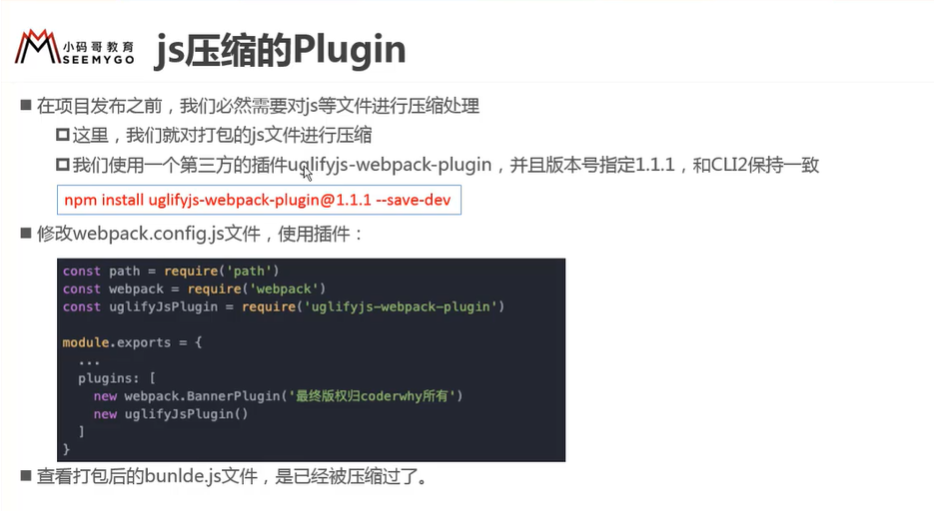 小码哥教育
SEEMYGO
js压缩的Plugin
在项目发布之前，我们必然需要对js等文件进行压缩处理
这里，我们就对打包的js文件进行压缩
我们使用一个第三方的插件uglifyjs-webpack-plugin，并且版本号指定1.1.1，和CLI2保持一致
npm install uglifyjs-webpack-plugin@1.1.1 --save-dev
修改webpack.config.js文件，使用插件：
const path = require('path')
const webpack = require('webpack')
const uglifyJsPlugin = require('uglifyjs-webpack-plugin')
module.exports = {
...
plugins: [
new webpack.BannerPlugin('最终版权归coderwhy所有')
new uglifyJsPlugin()
]
}
查看打包后的bunlde.js文件，是已经被压缩过了。